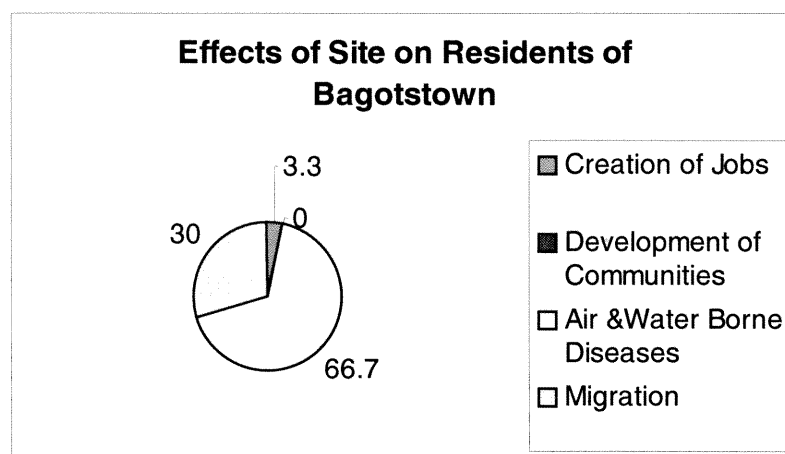 Effects of Site on Residents of
Bagotstown
3.3
0
30
66.7
Creation of Jobs
Development of
Communities
Air &Water Borne
Diseases
Migration